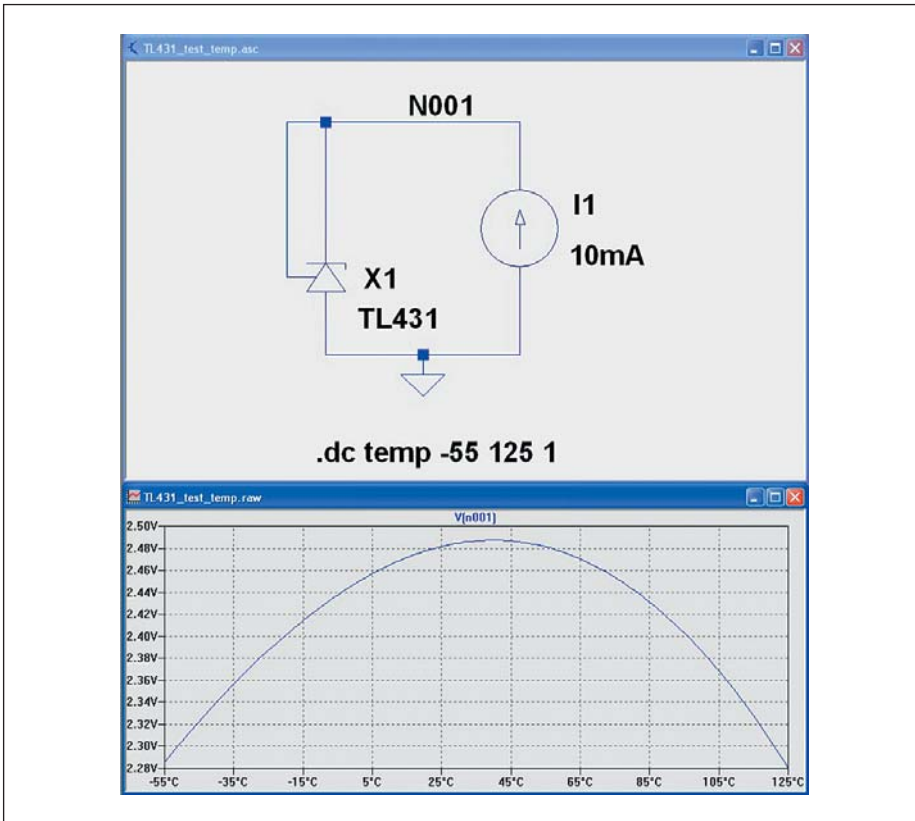 TL431_test_temp.asc
N001
I1
10mA
X1
TL431
.dc temp -55 125 1
TL431_test_temp.raw
V(n001)
2.50V
2.48V
2.46V
2.44V
2.42V
2.40V
2.38V
2.36V
2.34V
2.32V
2.30V
2.28V
-55°C -35°C -15°C 5°C 25°C 45°C 65°C 85°C 105°C 125°C